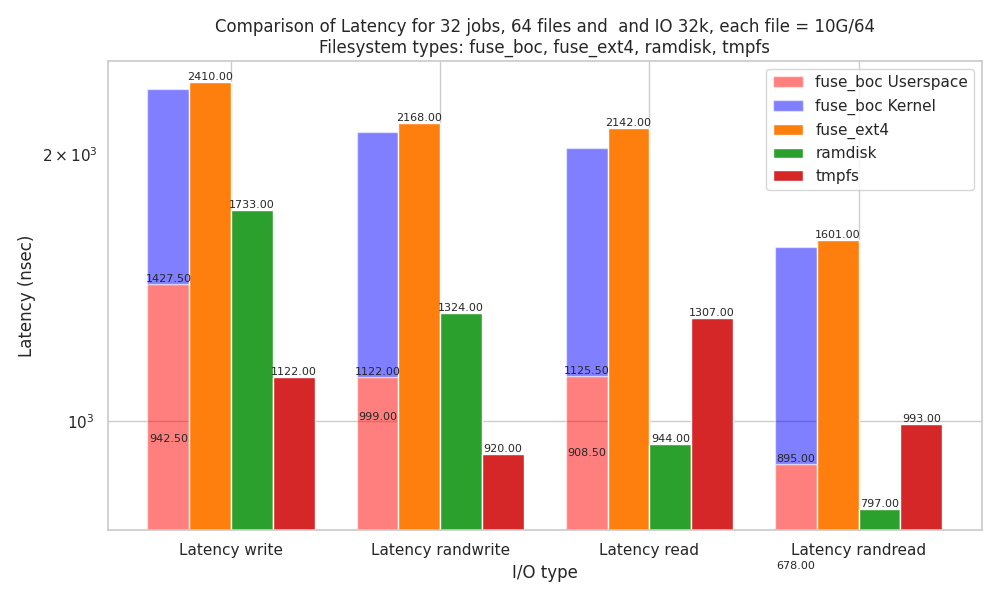 Comparison of Latency for 32 jobs, 64 files and  and IO 32k, each file = 10G/64
Filesystem types: fuse_boc, fuse_ext4, ramdisk, tmpfs
fuse_boc Userspace
fuse_boc Kernel
fuse_ext4
ramdisk
tmpfs
Latency (nsec)
2 × 10³
10³
2410.00
1733.00
1427.50
1122.00
942.50
2168.00
1324.00
1122.00
999.00
920.00
2142.00
1307.00
1125.50
944.00
908.50
1601.00
993.00
895.00
797.00
678.00
Latency write
Latency randwrite
Latency read
Latency randread
I/O type